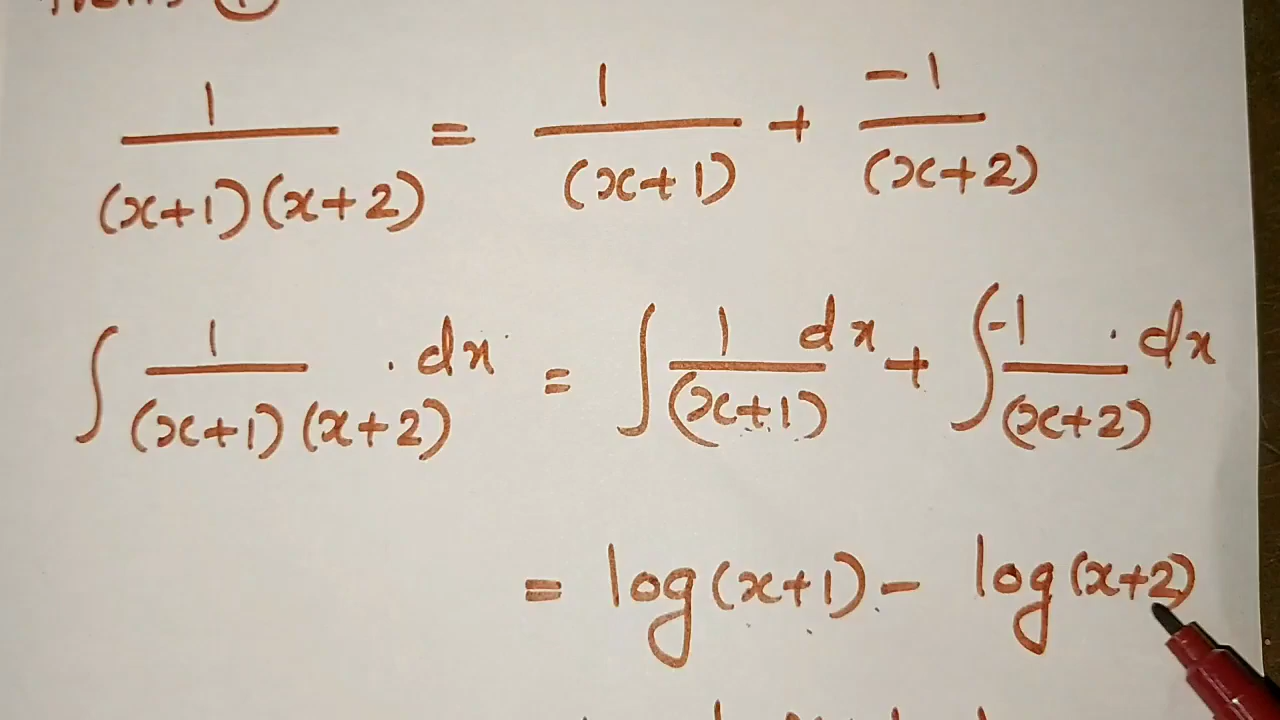 1/((x+1)(x+2)) = 1/(x+1) + -1/(x+2)
∫ 1/((x+1)(x+2)) . dx = ∫ 1/(x+1) dx + ∫ -1/(x+2) . dx
= log(x+1) - log(x+2)